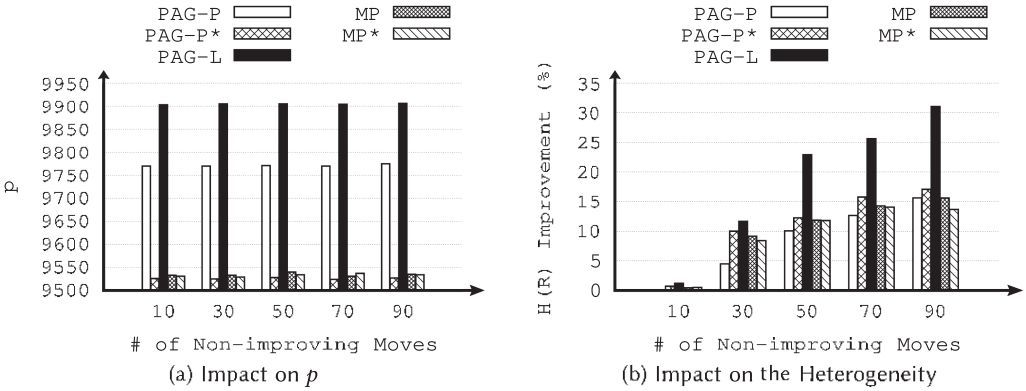 PAG-P
PAG-P*
PAG-L
MP
MP*
p
9950
9900
9850
9800
9750
9700
9650
9600
9550
9500
10 30 50 70 90
# of Non-improving Moves
(a) Impact on p
PAG-P
PAG-P*
PAG-L
MP
MP*
H(R) Improvement (%)
35
30
25
20
15
10
5
0
10 30 50 70 90
# of Non-improving Moves
(b) Impact on the Heterogeneity